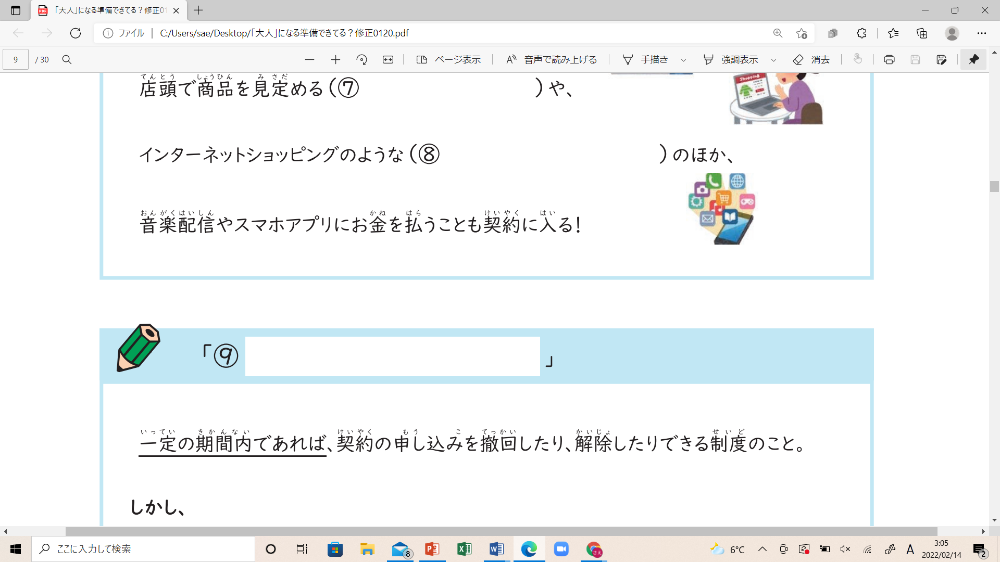 「大人」になる準備できてる？修正01
ファイル
C:/Users/sae/Desktop/「大人」になる準備できてる？修正0120.pdf
9 / 30
ページ表示
音声で読み上げる
手描き
強調表示
消去
てんとう しょうひん み さだ
店頭で商品を見定める（⑦ ）や、
Shopping
インターネットショッピングのような（⑧ ）のほか、
おんがくはいしん かね はら けいやく はい
音楽配信やスマホアプリにお金を払うことも契約に入る！
「⑨ 」
いってい きかんない けいやく もう こ てっかい かいじょ せいど
一定の期間内であれば、契約の申し込みを撤回したり、解除したりできる制度のこと。
しかし、
ここに入力して検索
8
さえ
6°C
A
3:05
2022/02/14
2